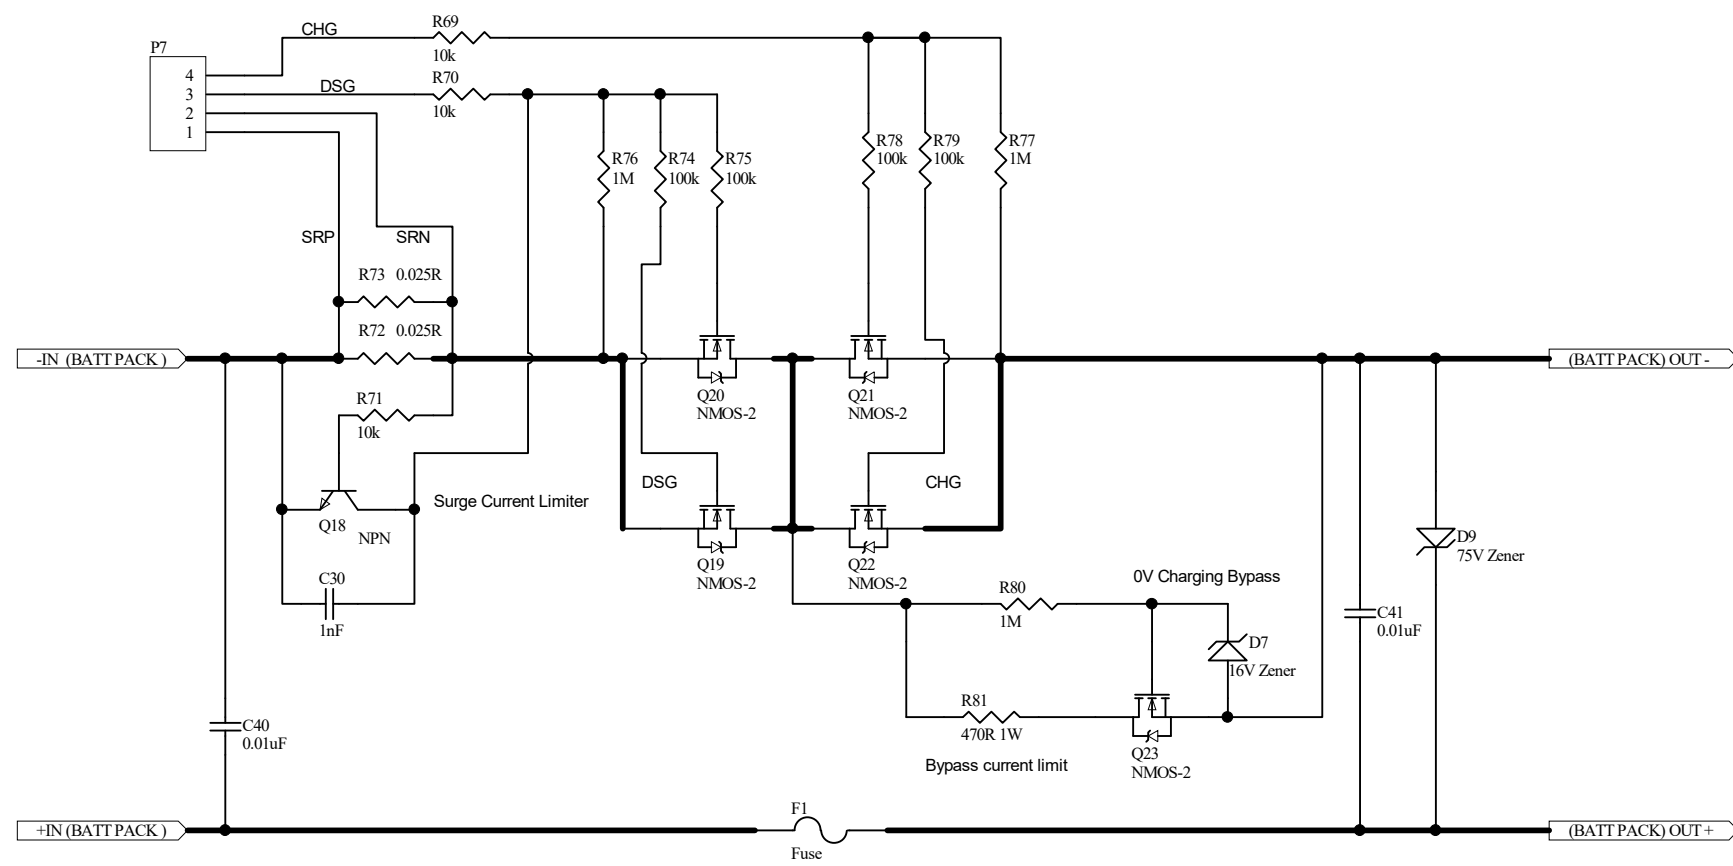 CHG
R69
10k
P7
4
3
2
1
DSG
R70
10k
R76
1M
R74
100k
R75
100k
R78
100k
R79
100k
R77
1M
SRP
SRN
R73 0.025R
R72 0.025R
-IN (BATT PACK )
(BATT PACK) OUT -
R71
10k
Q20
NMOS-2
Q21
NMOS-2
DSG
CHG
Surge Current Limiter
Q18
NPN
C30
1nF
Q19
NMOS-2
Q22
NMOS-2
D9
75V Zener
0V Charging Bypass
R80
1M
C41
0.01uF
D7
16V Zener
R81
470R 1W
Bypass current limit
Q23
NMOS-2
C40
0.01uF
F1
Fuse
+IN (BATT PACK )
(BATT PACK) OUT +